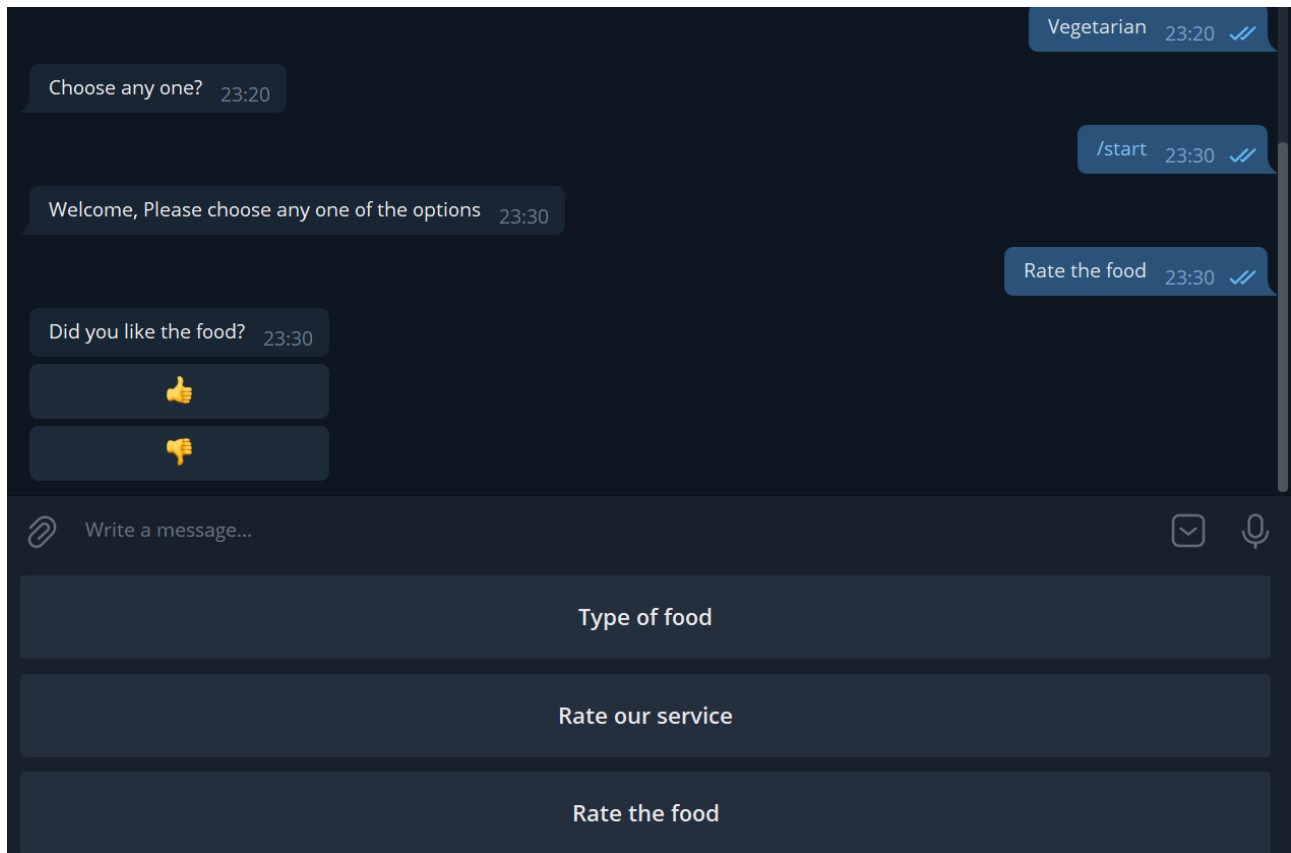 Vegetarian 23:20
Choose any one? 23:20
/start 23:30
Welcome, Please choose any one of the options 23:30
Rate the food 23:30
Did you like the food? 23:30
Write a message...
Type of food
Rate our service
Rate the food